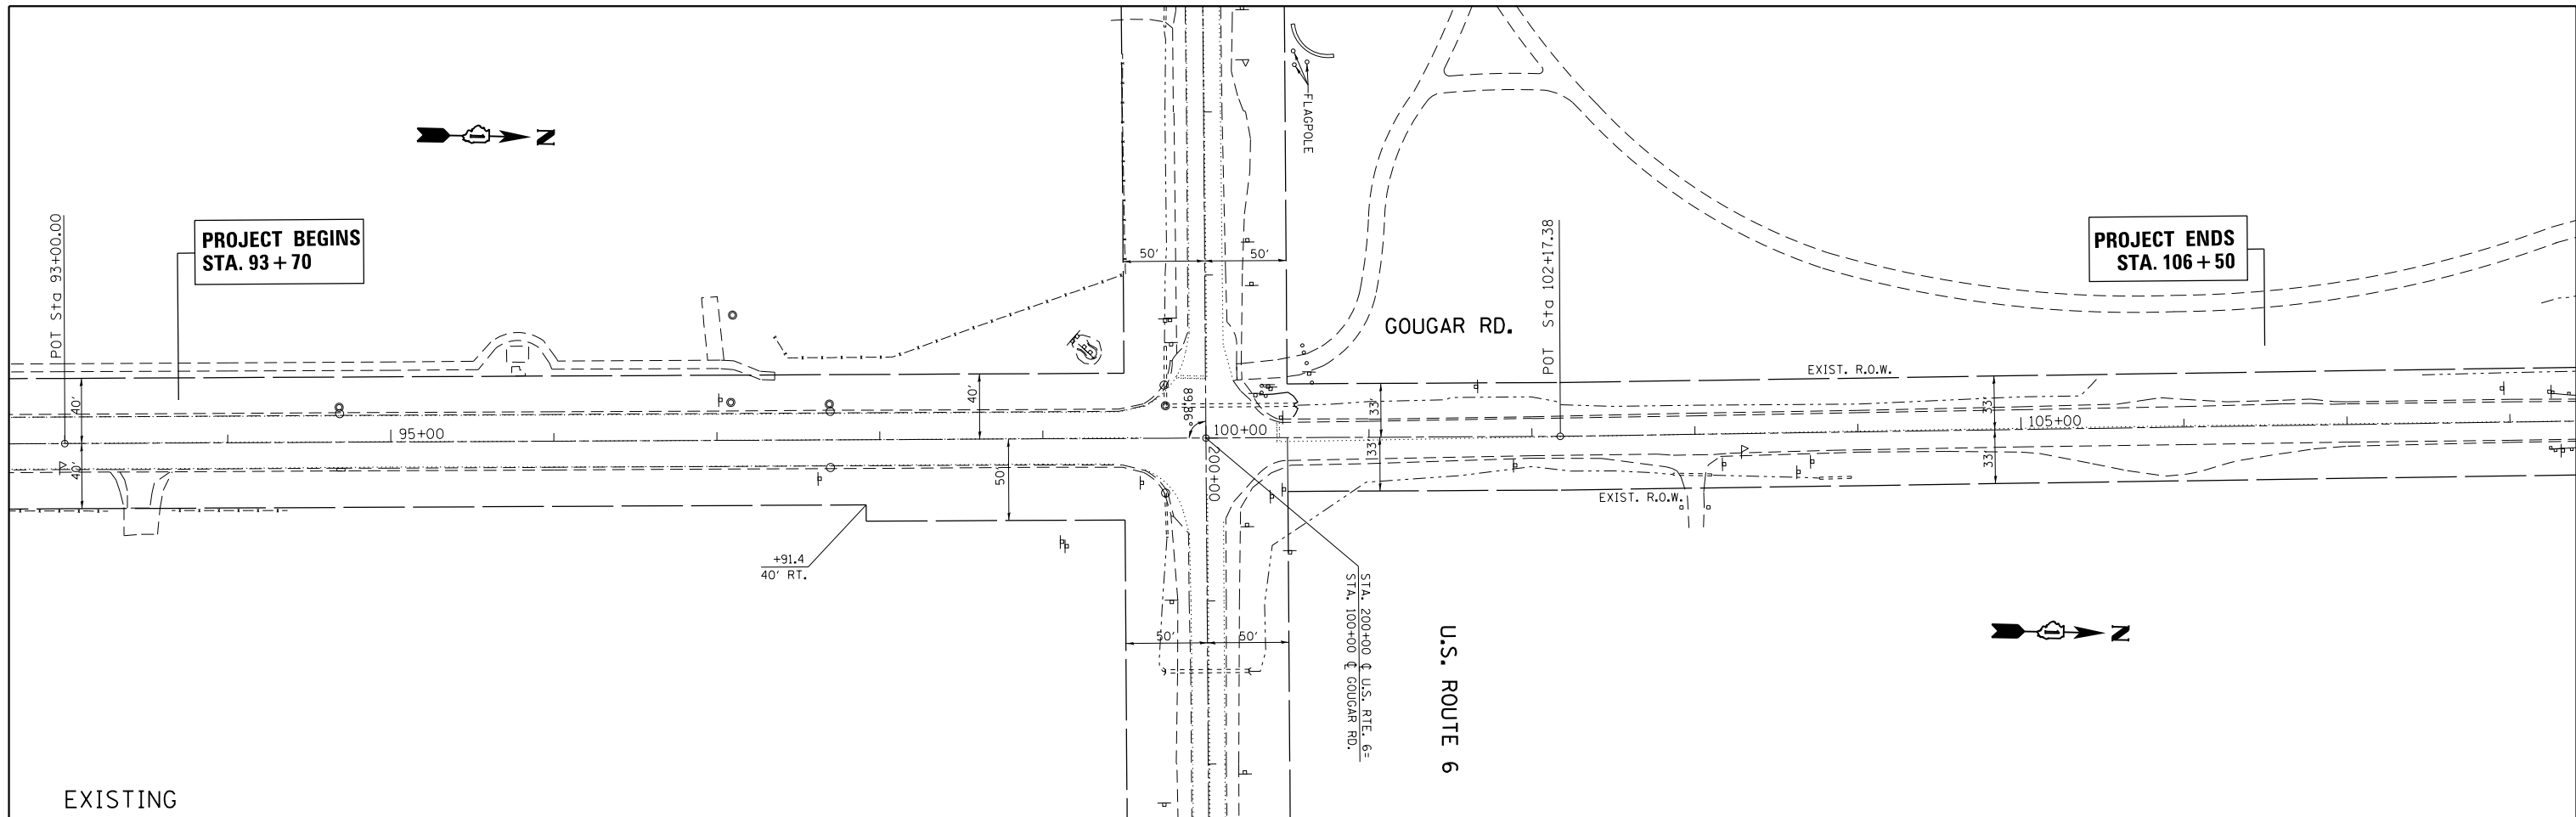 FLAGPOLE
N
POT Sta 93+00.00
PROJECT BEGINS
STA. 93 + 70
50'
50'
GOUGAR RD.
POT Sta 102+17.38
PROJECT ENDS
STA. 106 + 50
EXIST. R.O.W.
40'
40'
33'
33'
95+00
100+00
105+00
200+00
40'
50'
33'
33'
EXIST. R.O.W.
+91.4
40' RT.
STA. 200+00 ℄ U.S. RTE. 6=
STA. 100+00 ℄ GOUGAR RD.
50'
50'
U.S. ROUTE 6
N
EXISTING